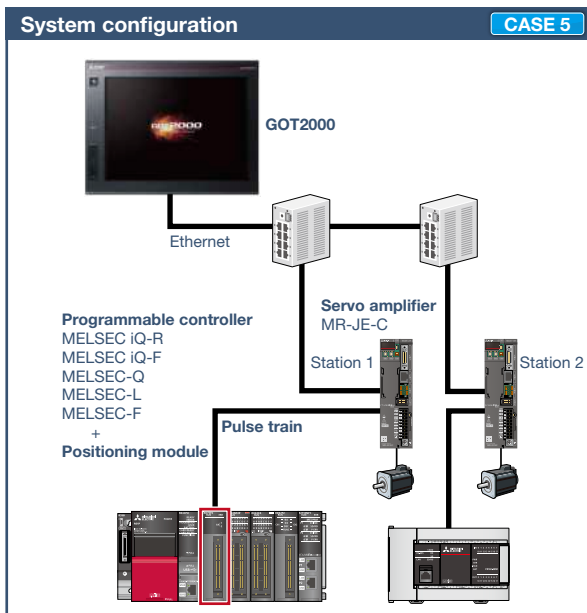 System configuration
CASE 5
GOT2000
Ethernet
Programmable controller
MELSEC iQ-R
MELSEC iQ-F
MELSEC-Q
MELSEC-L
MELSEC-F
+
Positioning module
Servo amplifier
MR-JE-C
Station 1
Station 2
Pulse train